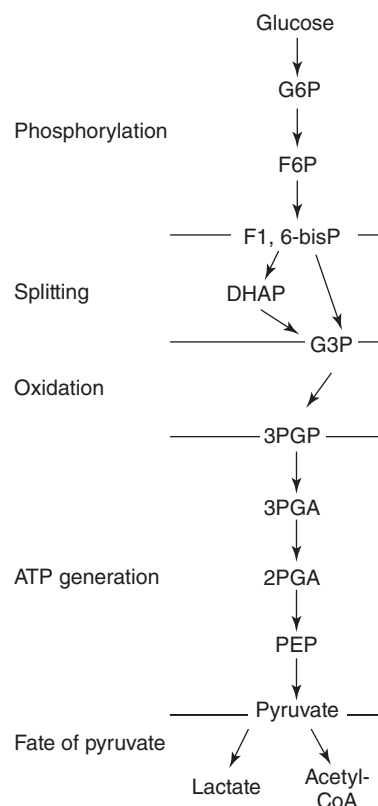 Glucose
G6P
Phosphorylation
F6P
F1, 6-bisP
Splitting
DHAP
G3P
Oxidation
3PGP
3PGA
ATP generation
2PGA
PEP
Pyruvate
Fate of pyruvate
Lactate
Acetyl-
CoA